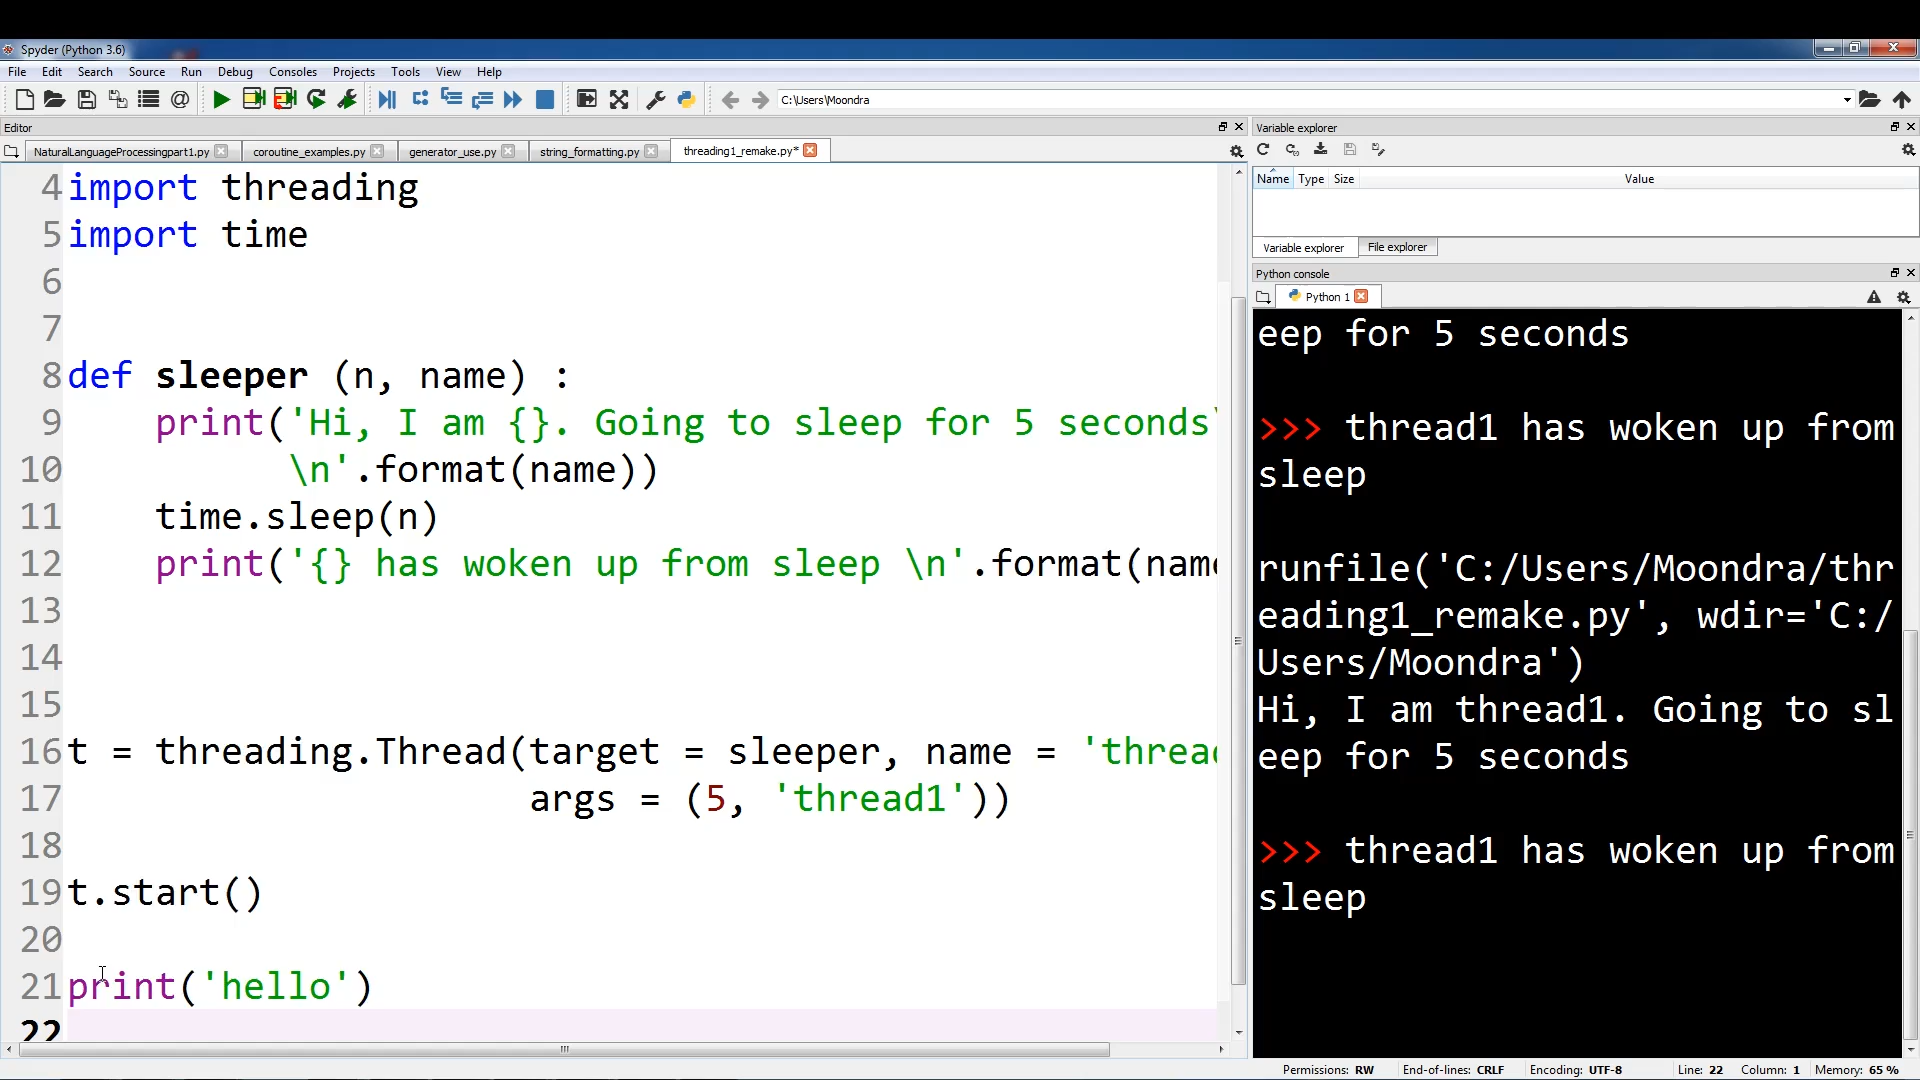 Spyder (Python 3.6)
File Edit Search Source Run Debug Consoles Projects Tools View Help
C:\Users\Moondra
Editor
NaturalLanguageProcessingpart1.py coroutine_examples.py generator_use.py string_formatting.py threading1_remake.py*
4 import threading
5 import time
6
7
8 def sleeper (n, name) :
9 print('Hi, I am {}. Going to sleep for 5 seconds\
10 \n'.format(name))
11 time.sleep(n)
12 print('{} has woken up from sleep \n'.format(name
13
14
15
16 t = threading.Thread(target = sleeper, name = 'thread
17 args = (5, 'thread1'))
18
19 t.start()
20
21 print('hello')
22
Variable explorer
Name Type Size Value
Variable explorer File explorer
Python console
Python 1
eep for 5 seconds
>>> thread1 has woken up from
sleep
runfile('C:/Users/Moondra/thr
eading1_remake.py', wdir='C:/
Users/Moondra')
Hi, I am thread1. Going to sl
eep for 5 seconds
>>> thread1 has woken up from
sleep
Permissions: RW End-of-lines: CRLF Encoding: UTF-8 Line: 22 Column: 1 Memory: 65 %